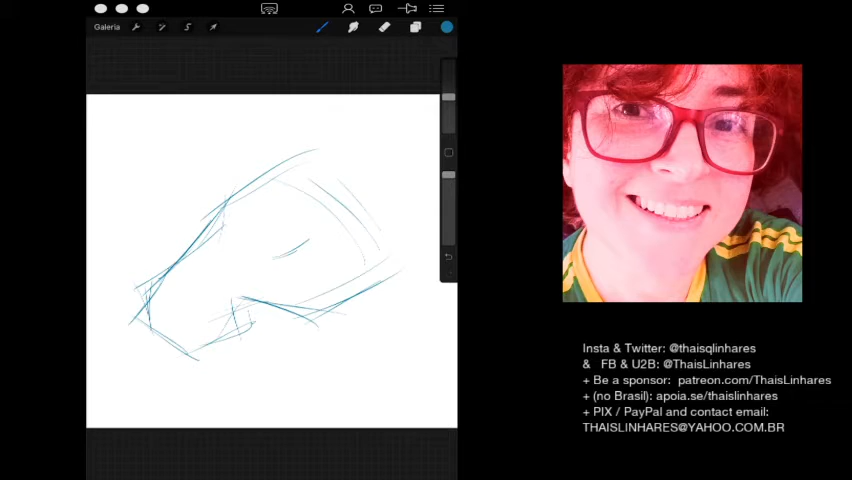 Galeria
Insta & Twitter: @thaisqlinhares
& FB & U2B: @ThaisLinhares
+ Be a sponsor: patreon.com/ThaisLinhares
+ (no Brasil): apoia.se/thaislinhares
+ PIX / PayPal and contact email:
THAISLINHARES@YAHOO.COM.BR